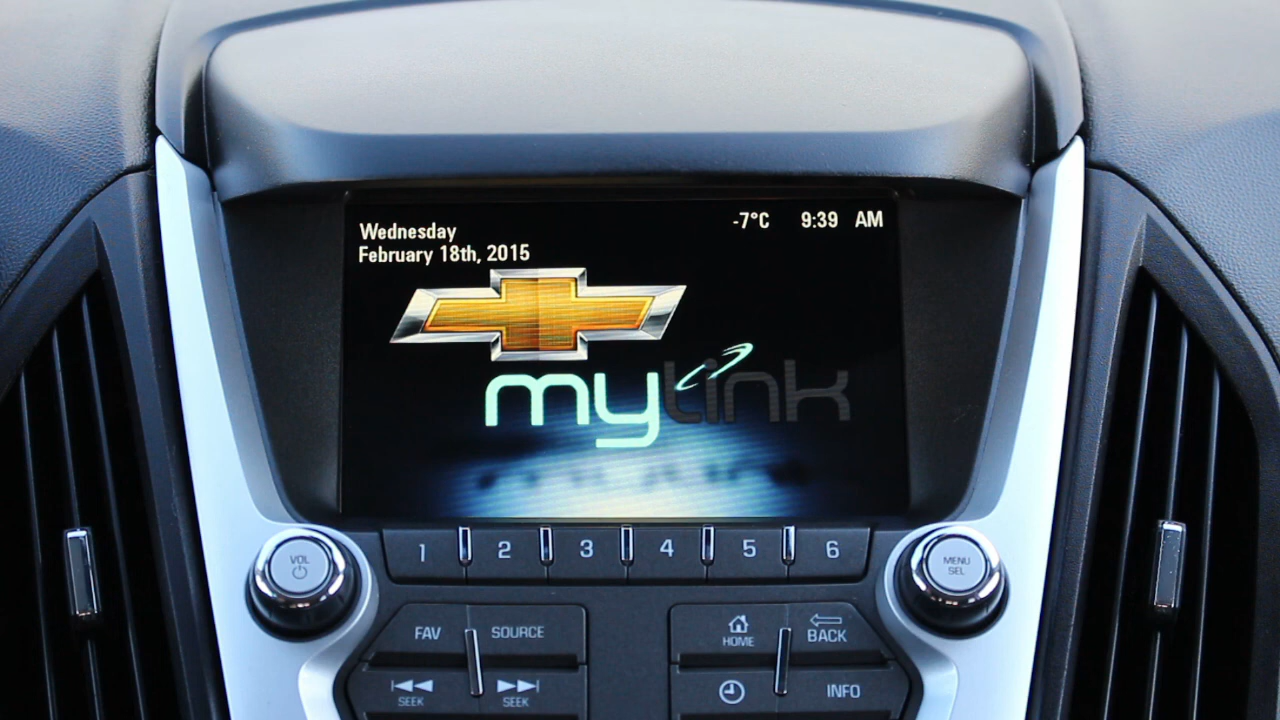 Wednesday
February 18th, 2015
-7°C 9:39 AM
mylink
1 2 3 4 5 6
VOL
MENU
SEL
FAV SOURCE
HOME
BACK
SEEK
SEEK
INFO